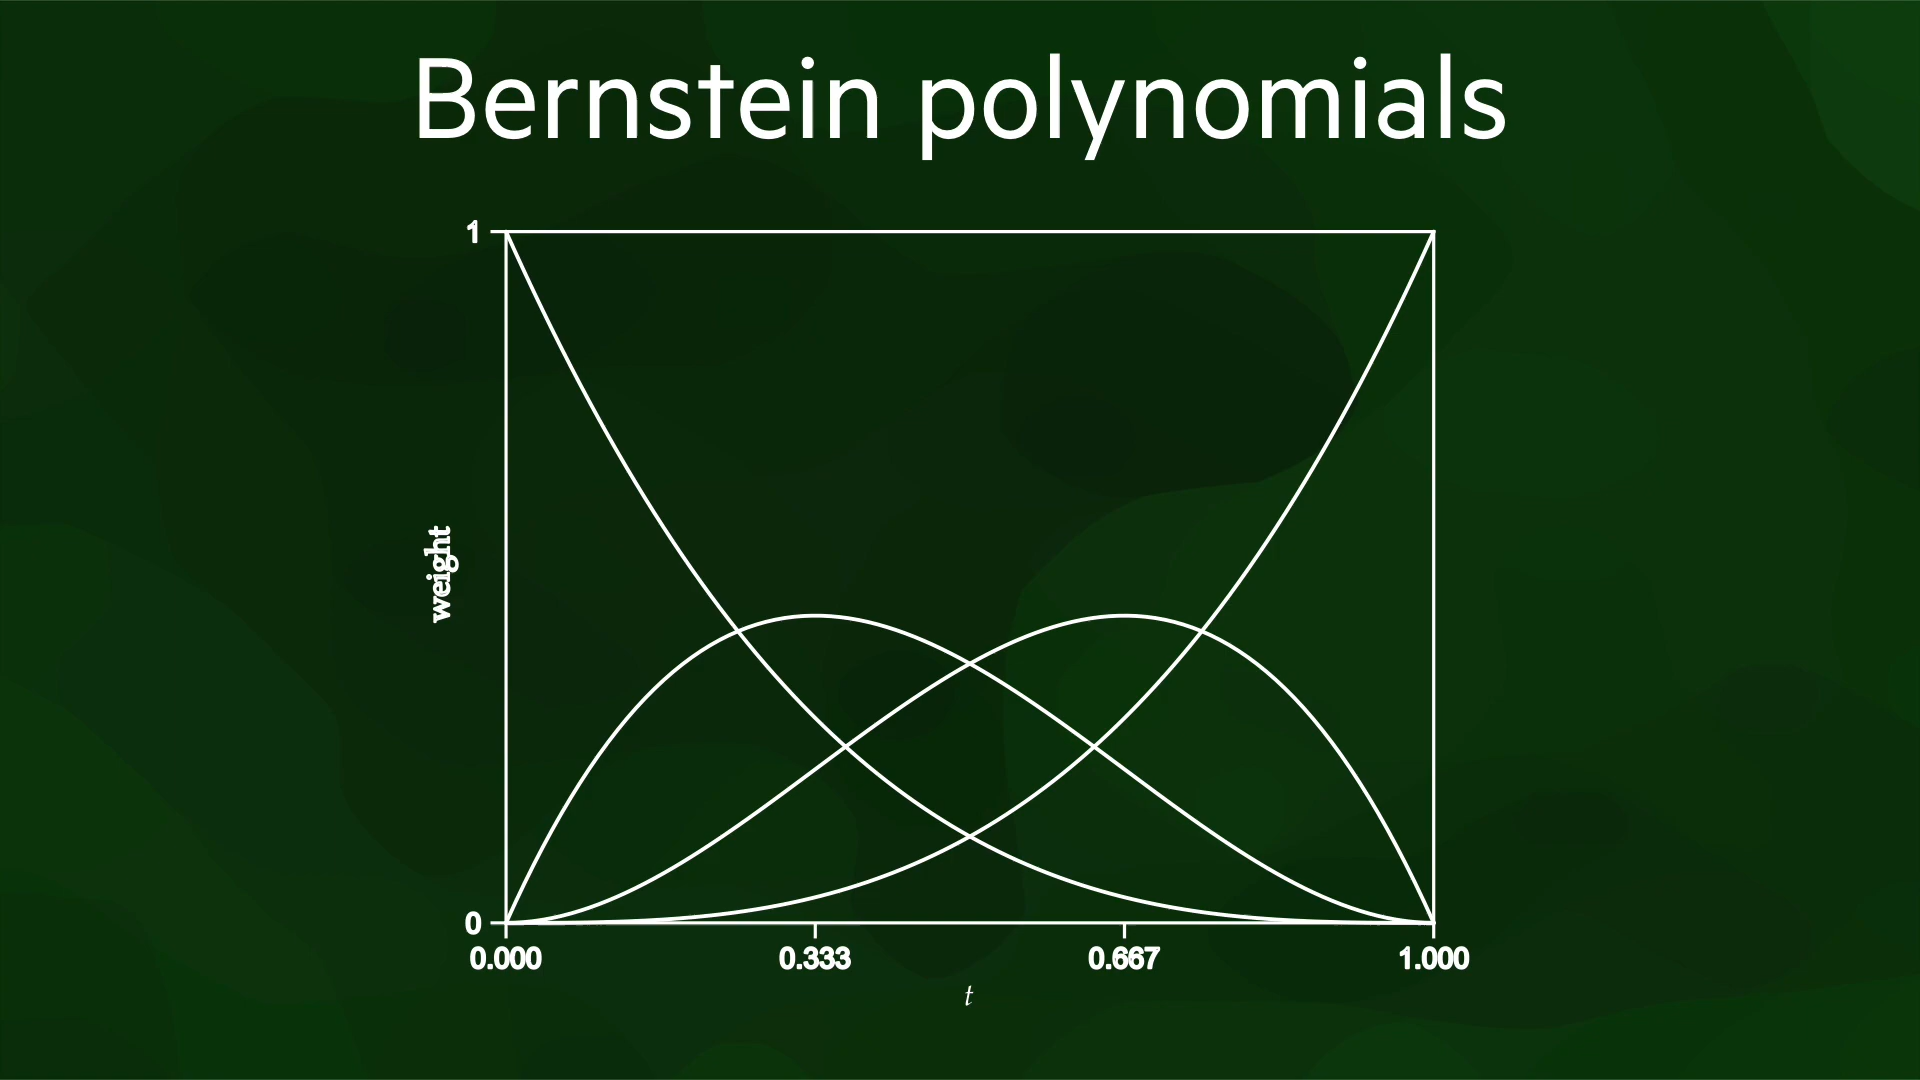 Bernstein polynomials
1
weight
0
0.000 0.333 0.667 1.000
t